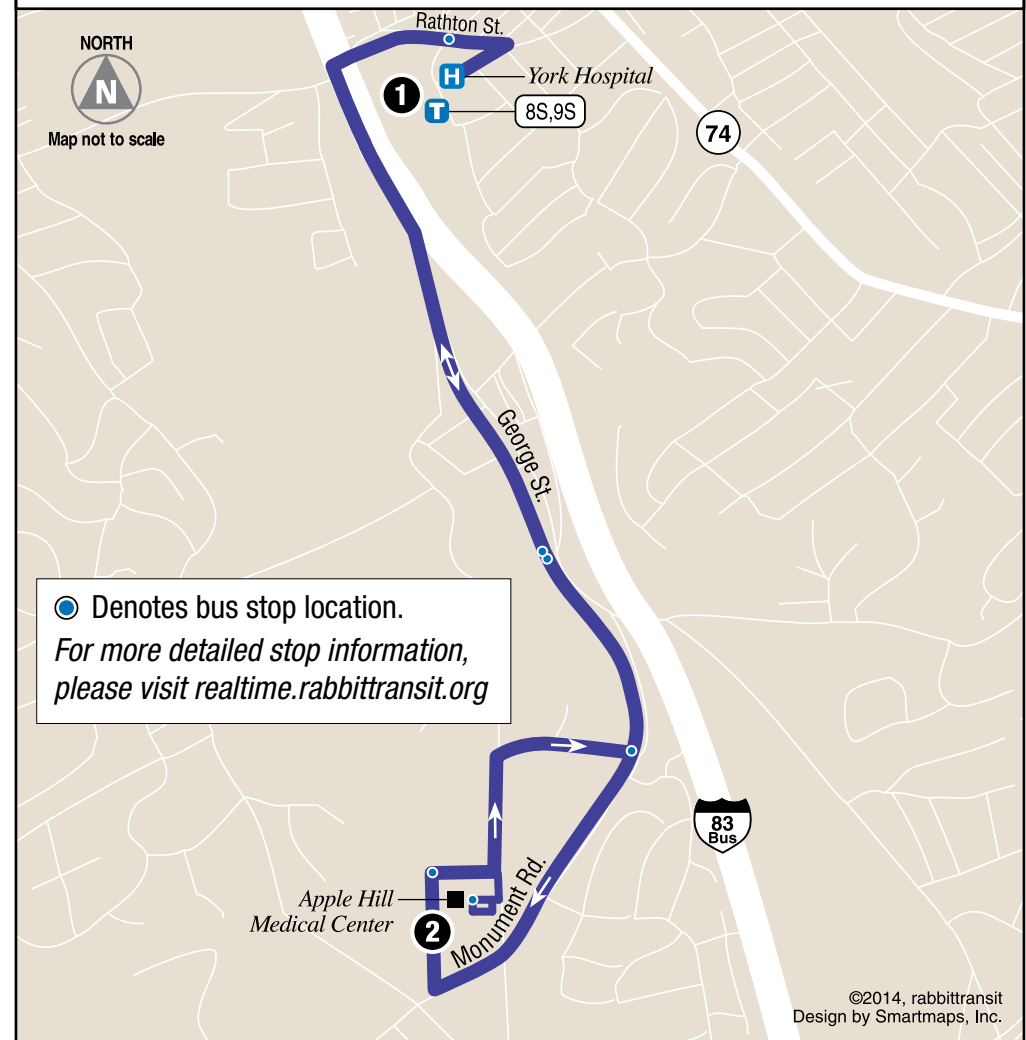 Rathton St.
NORTH
N
Map not to scale
H
York Hospital
1
T
8S,9S
74
George St.
Denotes bus stop location.
For more detailed stop information,
please visit realtime.rabbittransit.org
83
Bus
Monument Rd.
Apple Hill
Medical Center
2
©2014, rabbittransit
Design by Smartmaps, Inc.